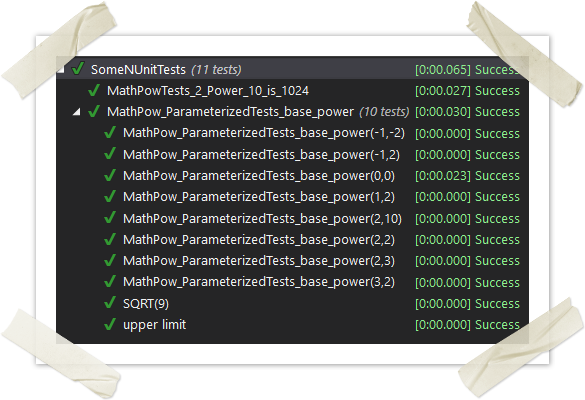 SomeNUnitTests (11 tests) [0:00.065] Success
MathPowTests_2_Power_10_is_1024 [0:00.027] Success
MathPow_ParameterizedTests_base_power (10 tests) [0:00.030] Success
MathPow_ParameterizedTests_base_power(-1,-2) [0:00.000] Success
MathPow_ParameterizedTests_base_power(-1,2) [0:00.000] Success
MathPow_ParameterizedTests_base_power(0,0) [0:00.023] Success
MathPow_ParameterizedTests_base_power(1,2) [0:00.000] Success
MathPow_ParameterizedTests_base_power(2,10) [0:00.000] Success
MathPow_ParameterizedTests_base_power(2,2) [0:00.000] Success
MathPow_ParameterizedTests_base_power(2,3) [0:00.000] Success
MathPow_ParameterizedTests_base_power(3,2) [0:00.000] Success
SQRT(9) [0:00.000] Success
upper limit [0:00.000] Success